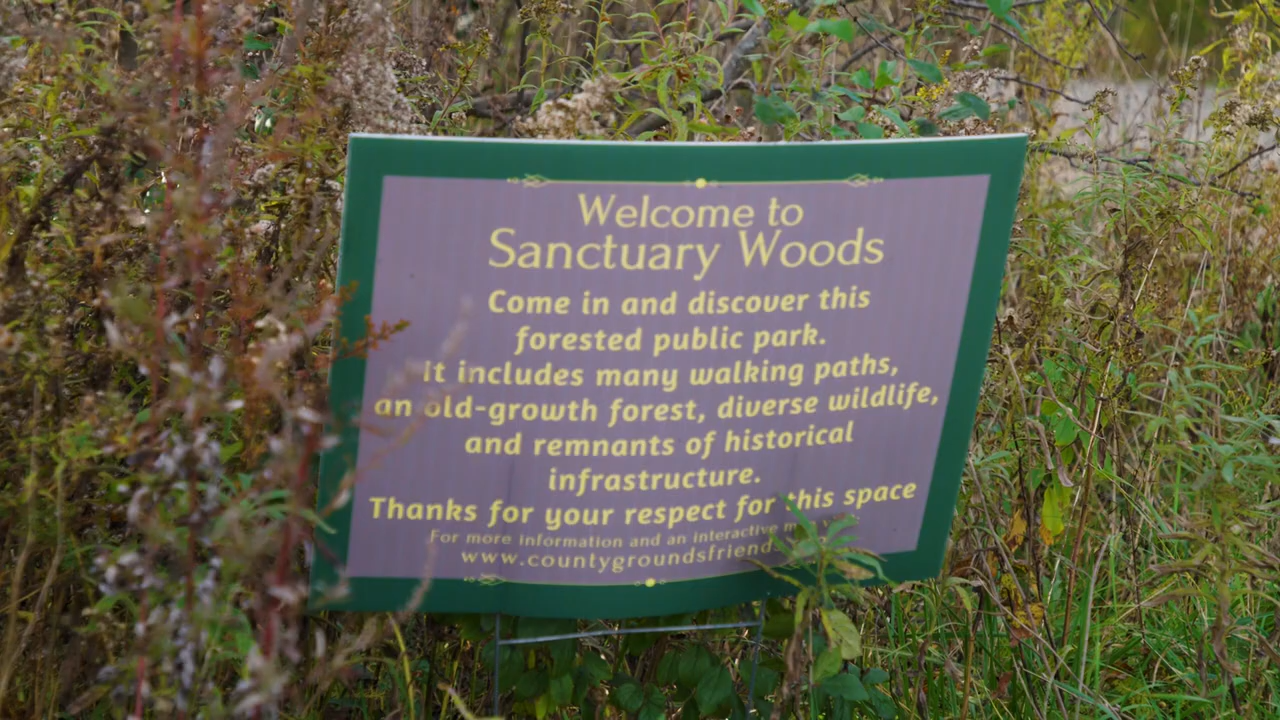 Welcome to
Sanctuary Woods
Come in and discover this
forested public park.
It includes many walking paths,
an old-growth forest, diverse wildlife,
and remnants of historical
infrastructure.
Thanks for your respect for this space
For more information and an interactive
www.countygroundsfriends